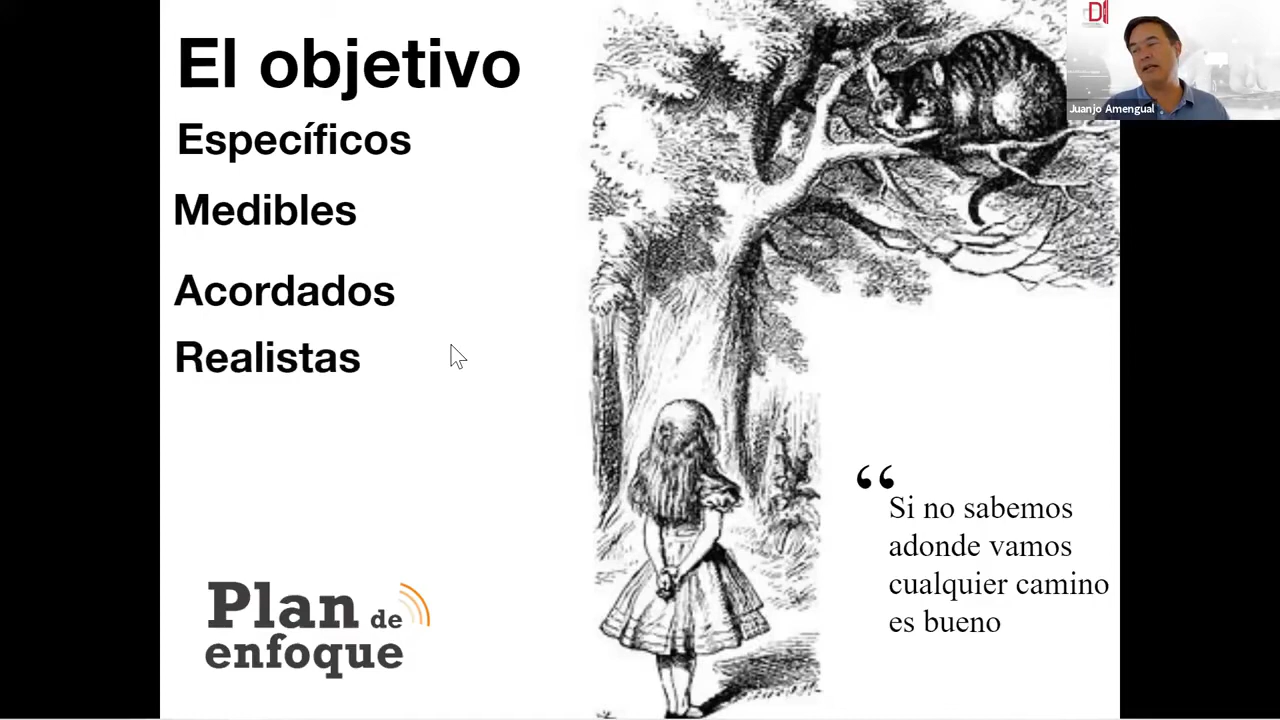 El objetivo
Específicos
Medibles
Acordados
Realistas
Plan de
enfoque
“
Si no sabemos
adonde vamos
cualquier camino
es bueno
D
Juanjo Amengual